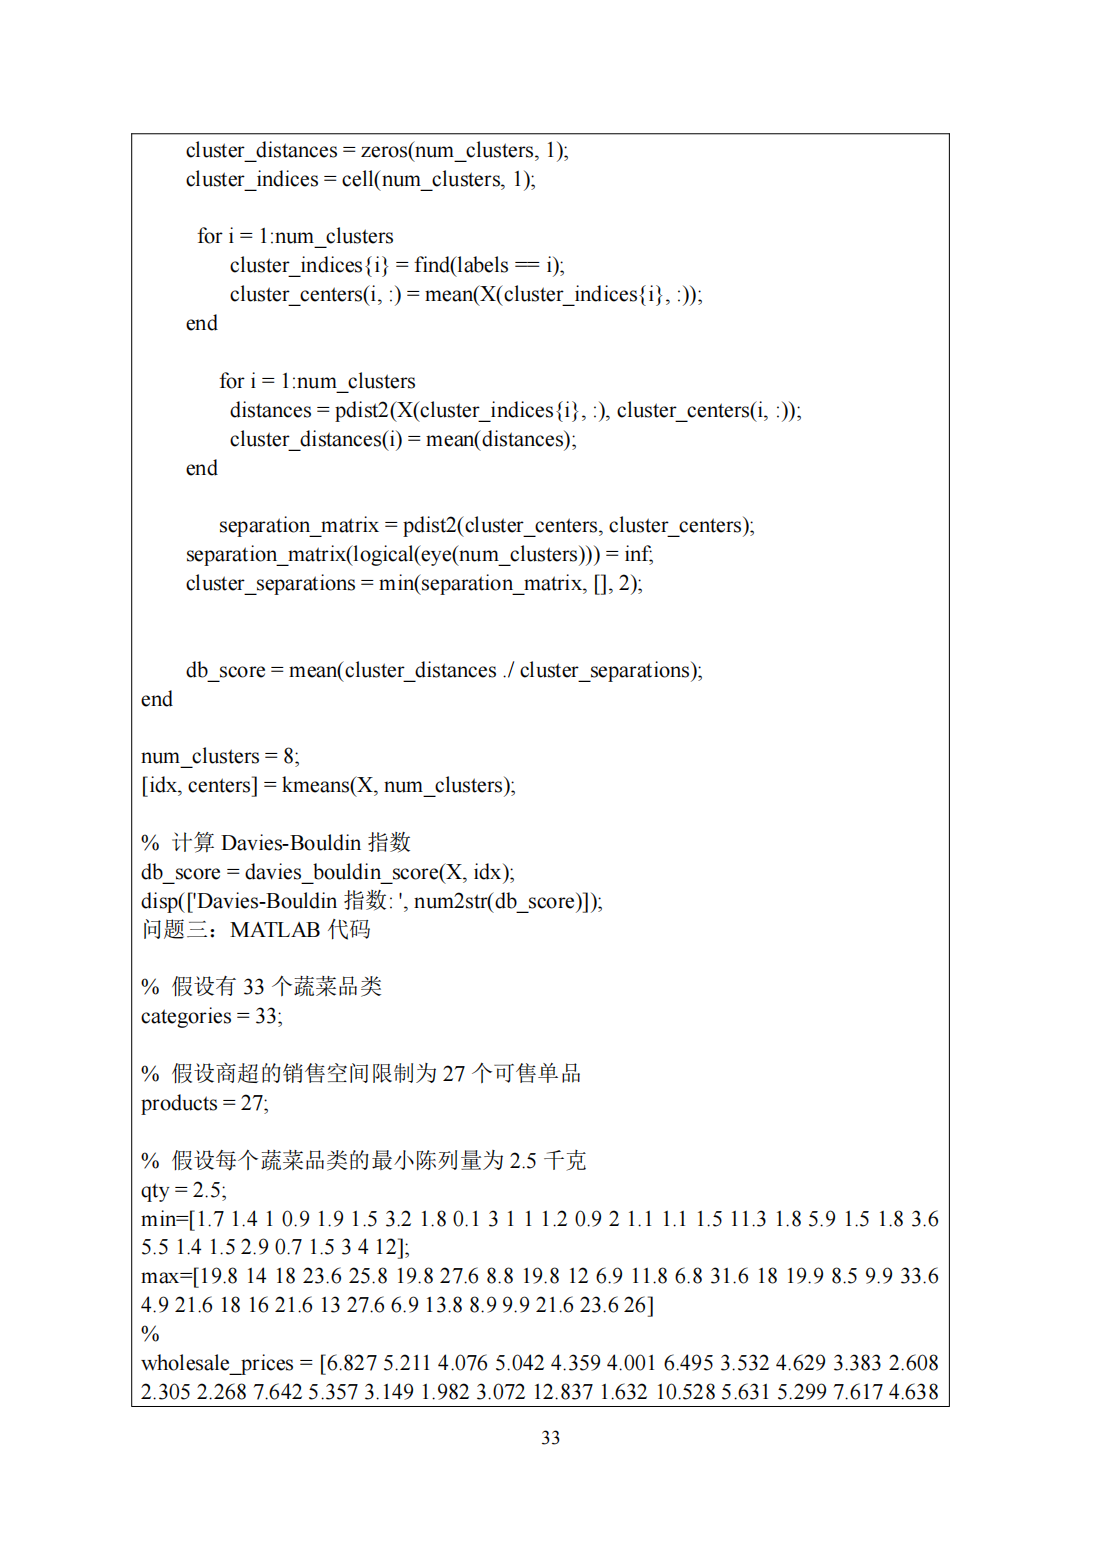 cluster_distances = zeros(num_clusters, 1);
cluster_indices = cell(num_clusters, 1);
for i = 1:num_clusters
cluster_indices{i} = find(labels == i);
cluster_centers(i, :) = mean(X(cluster_indices{i}, :));
end
for i = 1:num_clusters
distances = pdist2(X(cluster_indices{i}, :), cluster_centers(i, :));
cluster_distances(i) = mean(distances);
end
separation_matrix = pdist2(cluster_centers, cluster_centers);
separation_matrix(logical(eye(num_clusters))) = inf;
cluster_separations = min(separation_matrix, [], 2);
db_score = mean(cluster_distances ./ cluster_separations);
end
num_clusters = 8;
[idx, centers] = kmeans(X, num_clusters);
% 计算 Davies-Bouldin 指数
db_score = davies_bouldin_score(X, idx);
disp(['Davies-Bouldin 指数: ', num2str(db_score)]);
问题三：MATLAB 代码
% 假设有 33 个蔬菜品类
categories = 33;
% 假设商超的销售空间限制为 27 个可售单品
products = 27;
% 假设每个蔬菜品类的最小陈列量为 2.5 千克
qty = 2.5;
min=[1.7 1.4 1 0.9 1.9 1.5 3.2 1.8 0.1 3 1 1 1.2 0.9 2 1.1 1.1 1.5 11.3 1.8 5.9 1.5 1.8 3.6
5.5 1.4 1.5 2.9 0.7 1.5 3 4 12];
max=[19.8 14 18 23.6 25.8 19.8 27.6 8.8 19.8 12 6.9 11.8 6.8 31.6 18 19.9 8.5 9.9 33.6
4.9 21.6 18 16 21.6 13 27.6 6.9 13.8 8.9 9.9 21.6 23.6 26]
%
wholesale_prices = [6.827 5.211 4.076 5.042 4.359 4.001 6.495 3.532 4.629 3.383 2.608
2.305 2.268 7.642 5.357 3.149 1.982 3.072 12.837 1.632 10.528 5.631 5.299 7.617 4.638
33